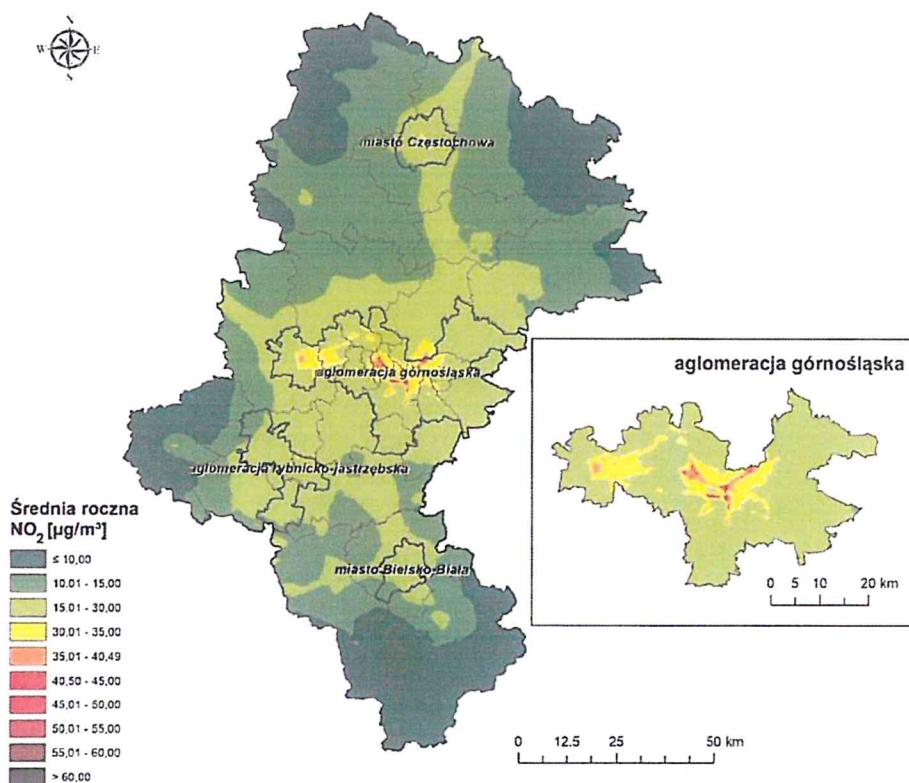 N
W E
S
miasto Częstochowa
aglomeracja górnośląska
aglomeracja górnośląska
aglomeracja rybnicko-jastrzębska
Średnia roczna
NO₂ [µg/m³]
≤ 10,00
10,01 - 15,00
15,01 - 30,00
30,01 - 35,00
35,01 - 40,49
40,50 - 45,00
45,01 - 50,00
50,01 - 55,00
55,01 - 60,00
> 60,00
miasto Bielsko-Biała
0 5 10 20 km
0 12.5 25 50 km